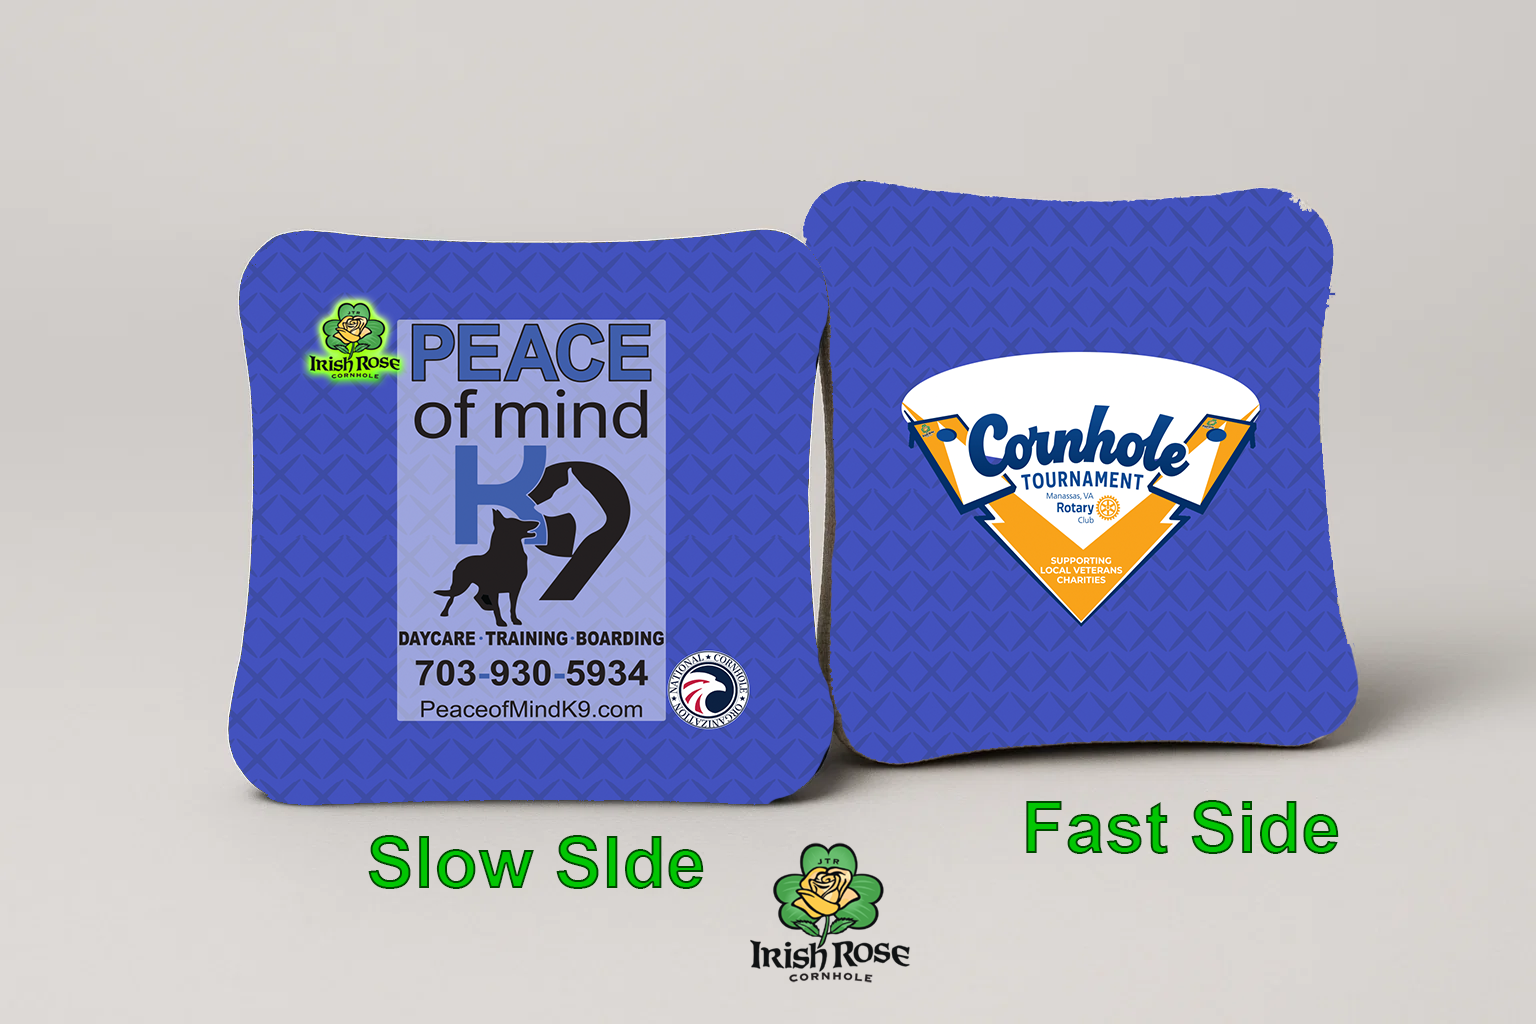 JTR
Irish Rose
CORNHOLE
PEACE
of mind
K9
DAYCARE · TRAINING · BOARDING
703-930-5934
PeaceofMindK9.com
NATIONAL ★ CORNHOLE ★ ORGANIZATION ★
Cornhole
TOURNAMENT
Manassas, VA
Rotary
Club
SUPPORTING
LOCAL VETERANS
CHARITIES
Slow SIde
Fast Side
JTR
Irish Rose
CORNHOLE